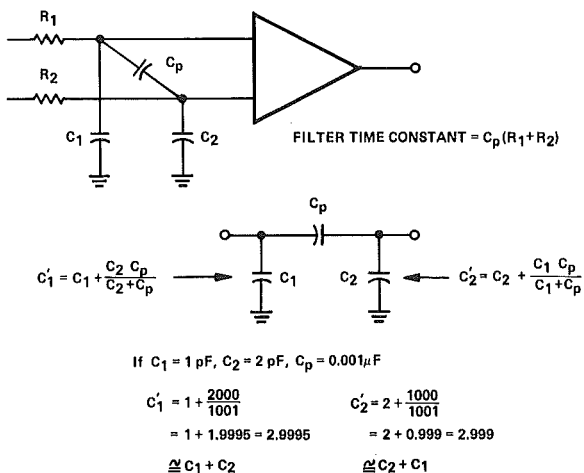 R1
Cp
R2
C1
C2
FILTER TIME CONSTANT = Cp(R1+R2)
Cp
C'1 = C1 + C2 Cp / C2+Cp
C1
C2
C'2 = C2 + C1 Cp / C1+Cp
If C1 = 1 pF, C2 = 2 pF, Cp = 0.001μF
C'1 = 1 + 2000/1001
C'2 = 2 + 1000/1001
= 1 + 1.9995 = 2.9995
= 2 + 0.999 = 2.999
≅ C1 + C2
≅ C2 + C1